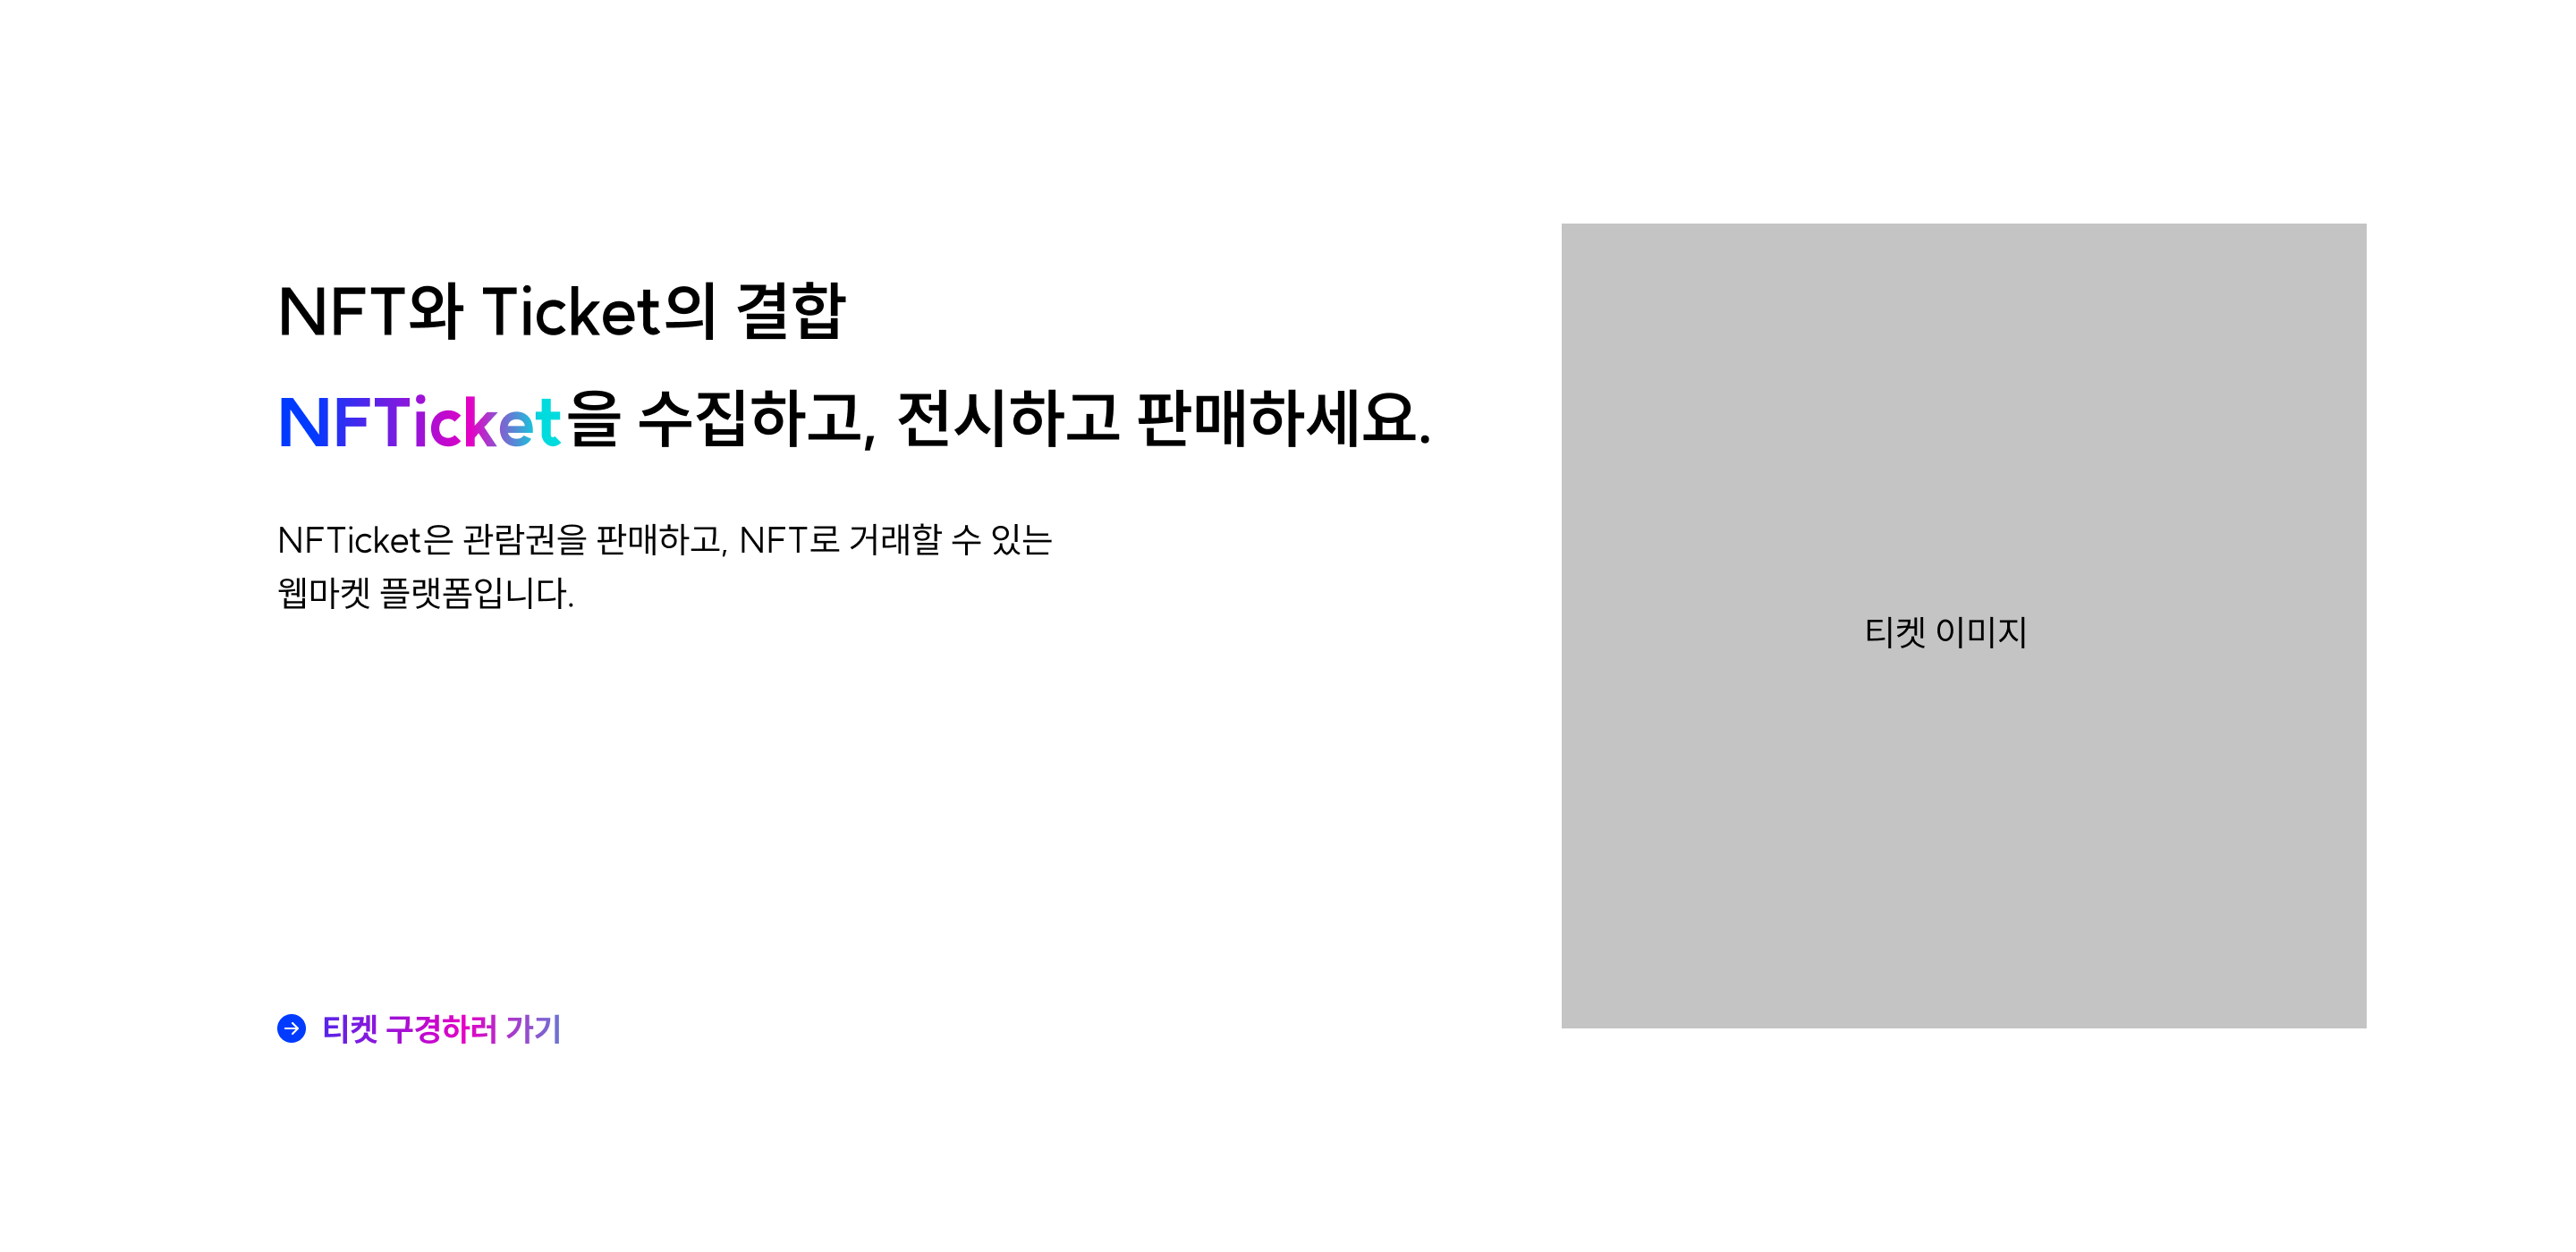 NFT와 Ticket의 결합
NFTicket을 수집하고, 전시하고 판매하세요.
NFTicket은 관람권을 판매하고, NFT로 거래할 수 있는
웹마켓 플랫폼입니다.
티켓 이미지
티켓 구경하러 가기